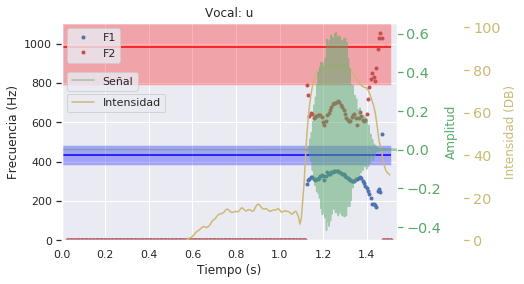 Vocal: u
F1
F2
Señal
Intensidad
Frecuencia (Hz)
0
200
400
600
800
1000
0.0 0.2 0.4 0.6 0.8 1.0 1.2 1.4
Tiempo (s)
0.6
0.4
0.2
0.0
−0.2
−0.4
Amplitud
100
80
60
40
20
0
Intensidad (DB)